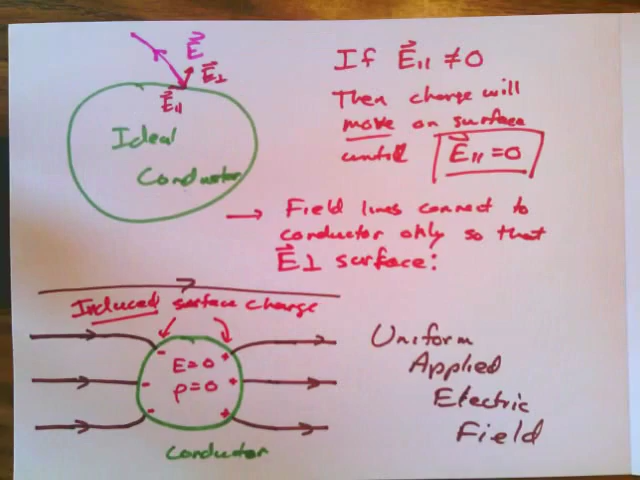 E⃗
E⃗⊥
E⃗||
Ideal
Conductor
If E⃗|| ≠ 0
Then charge will
move on surface
until E⃗|| = 0
→ Field lines connect to
conductor only so that
E⃗ ⊥ surface:
Induced surface charge
- +
E=0
- +
ρ=0
- +
conductor
Uniform
Applied
Electric
Field